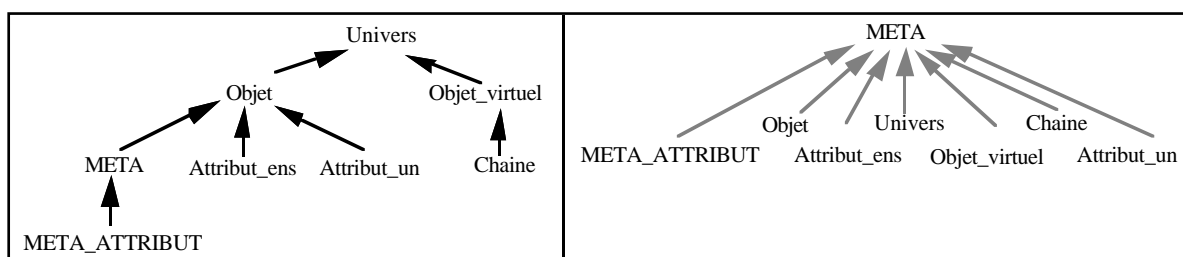 Univers
Objet Objet_virtuel
META Attribut_ens Attribut_un Chaine
META_ATTRIBUT
META
Objet Univers Chaine
META_ATTRIBUT Attribut_ens Objet_virtuel Attribut_un